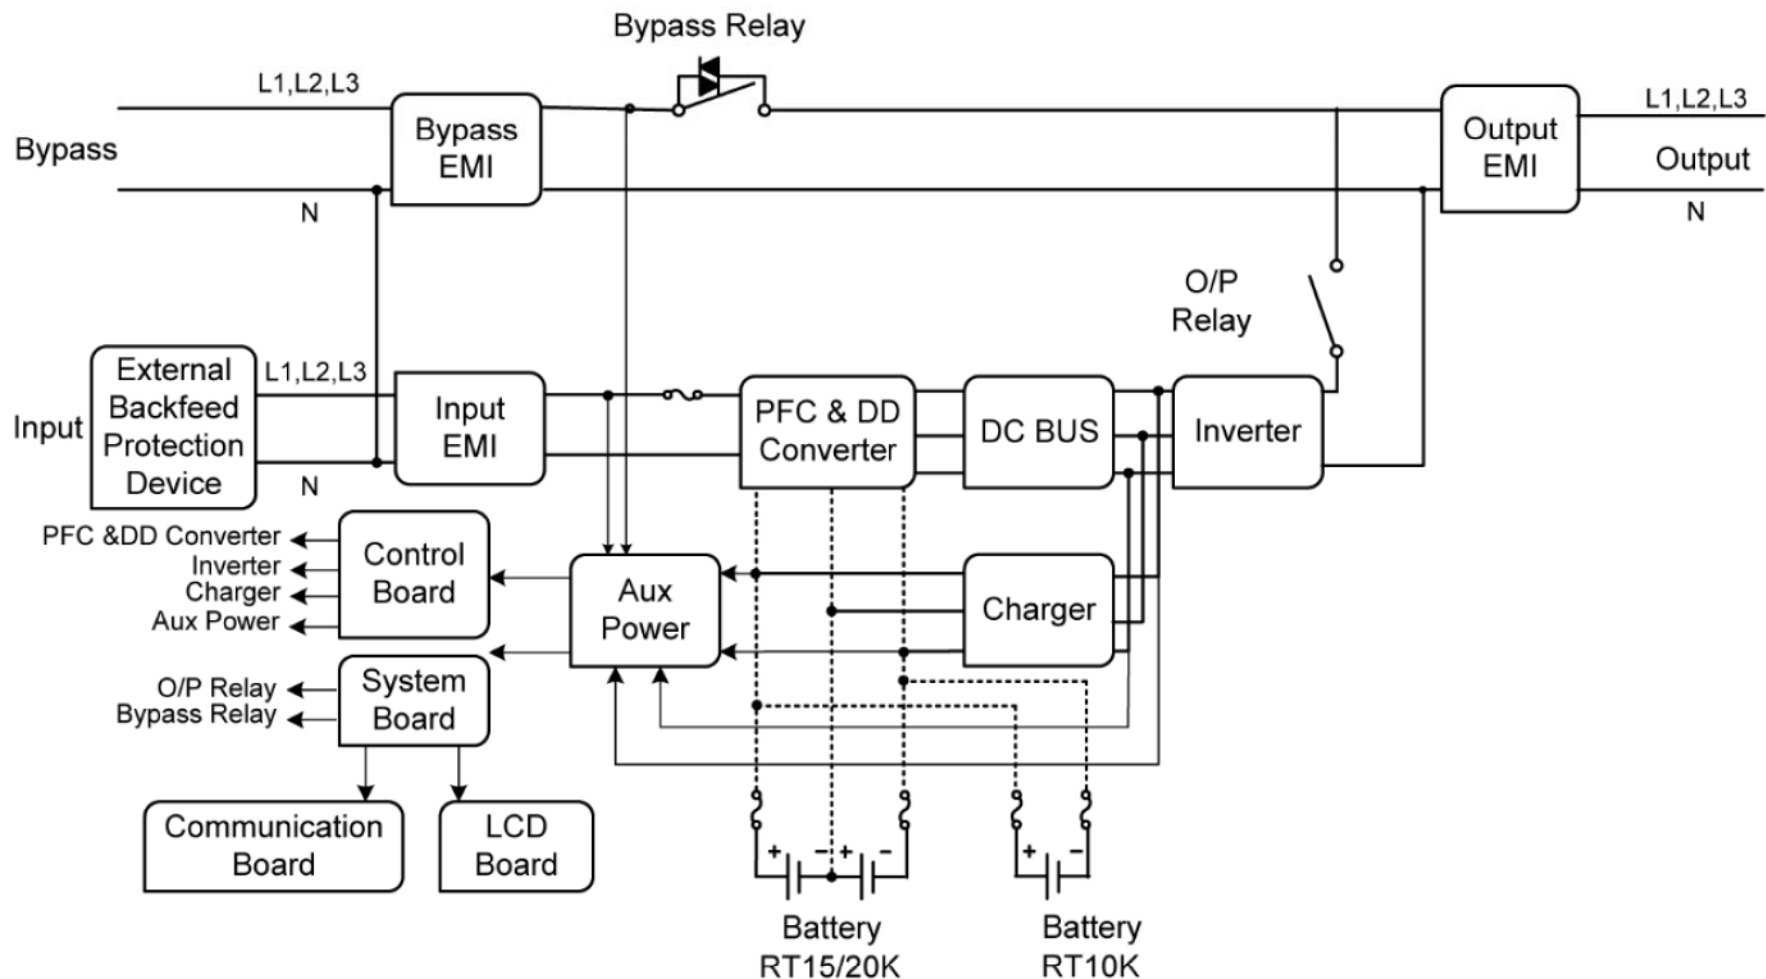 Bypass Relay
L1,L2,L3
L1,L2,L3
Bypass
EMI
Output
EMI
Bypass
Output
N
N
O/P
Relay
External
Backfeed
Protection
Device
L1,L2,L3
Input
Input
EMI
PFC & DD
Converter
DC BUS
Inverter
N
PFC &DD Converter
Inverter
Charger
Aux Power
Control
Board
Aux
Power
Charger
O/P Relay
Bypass Relay
System
Board
Communication
Board
LCD
Board
+ − + −
+ −
Battery
RT15/20K
Battery
RT10K